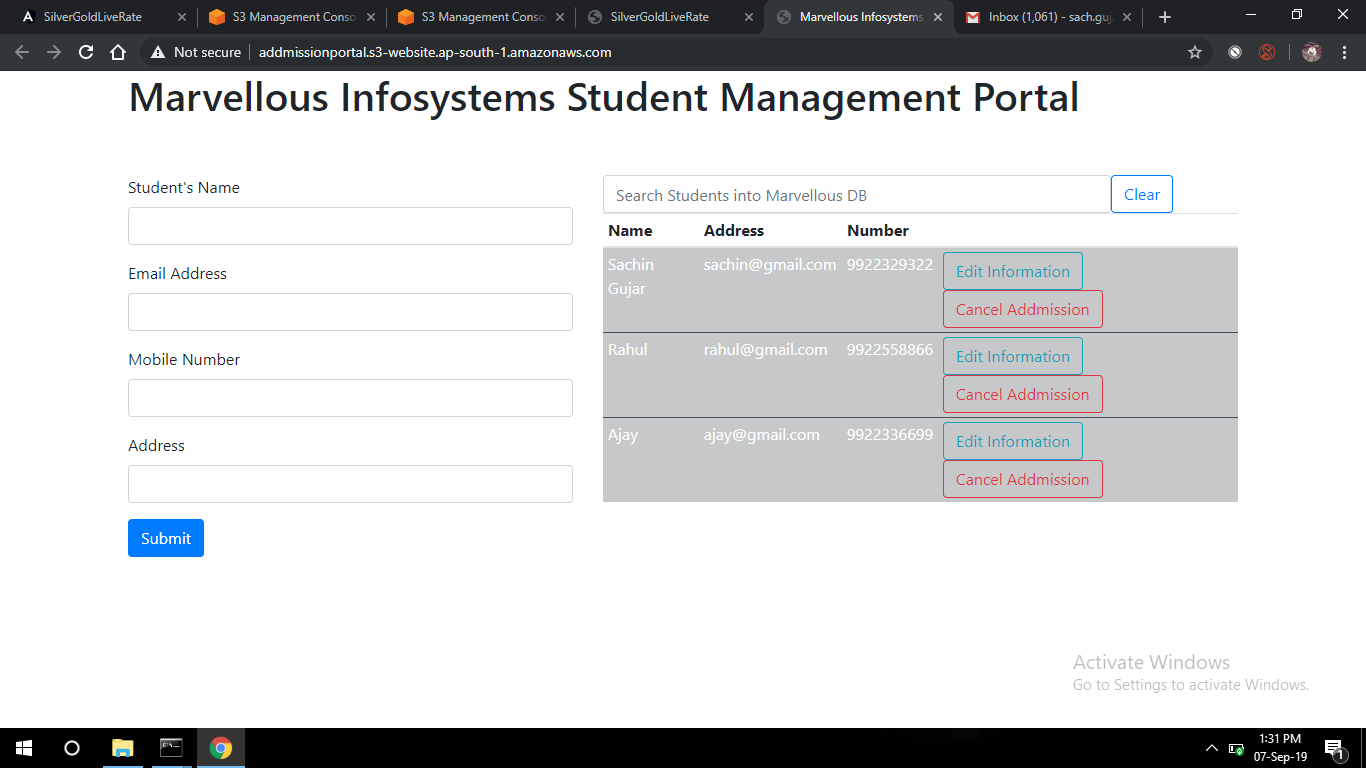 SilverGoldLiveRate
S3 Management Conso
S3 Management Conso
SilverGoldLiveRate
Marvellous Infosystems
Inbox (1,061) - sach.guj
Not secure
addmissionportal.s3-website.ap-south-1.amazonaws.com
Marvellous Infosystems Student Management Portal
Student's Name
Email Address
Mobile Number
Address
Submit
Search Students into Marvellous DB
Clear
Name Address Number
Sachin Gujar sachin@gmail.com 9922329322
Edit Information
Cancel Addmission
Rahul rahul@gmail.com 9922558866
Edit Information
Cancel Addmission
Ajay ajay@gmail.com 9922336699
Edit Information
Cancel Addmission
Activate Windows
Go to Settings to activate Windows.
1:31 PM
07-Sep-19
1